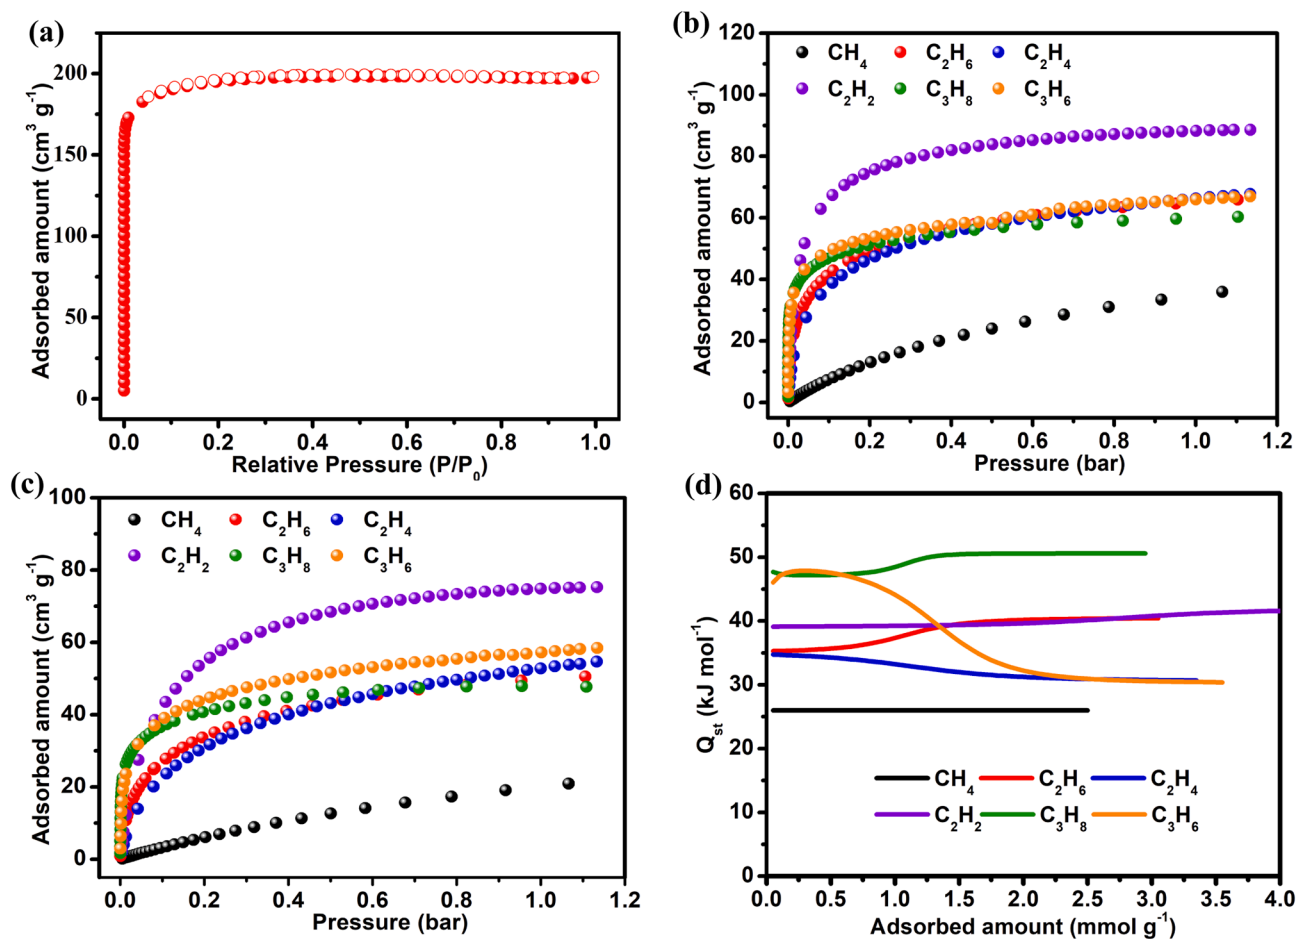 (a)
Adsorbed amount (cm³ g⁻¹)
200
150
100
50
0
0.0 0.2 0.4 0.6 0.8 1.0
Relative Pressure (P/P₀)
(b)
Adsorbed amount (cm³ g⁻¹)
120
100
80
60
40
20
0
CH₄ C₂H₆ C₂H₄
C₂H₂ C₃H₈ C₃H₆
0.0 0.2 0.4 0.6 0.8 1.0 1.2
Pressure (bar)
(c)
Adsorbed amount (cm³ g⁻¹)
100
80
60
40
20
0
CH₄ C₂H₆ C₂H₄
C₂H₂ C₃H₈ C₃H₆
0.0 0.2 0.4 0.6 0.8 1.0 1.2
Pressure (bar)
(d)
Qst (kJ mol⁻¹)
60
50
40
30
20
10
0
CH₄ C₂H₆ C₂H₄
C₂H₂ C₃H₈ C₃H₆
0.0 0.5 1.0 1.5 2.0 2.5 3.0 3.5 4.0
Adsorbed amount (mmol g⁻¹)